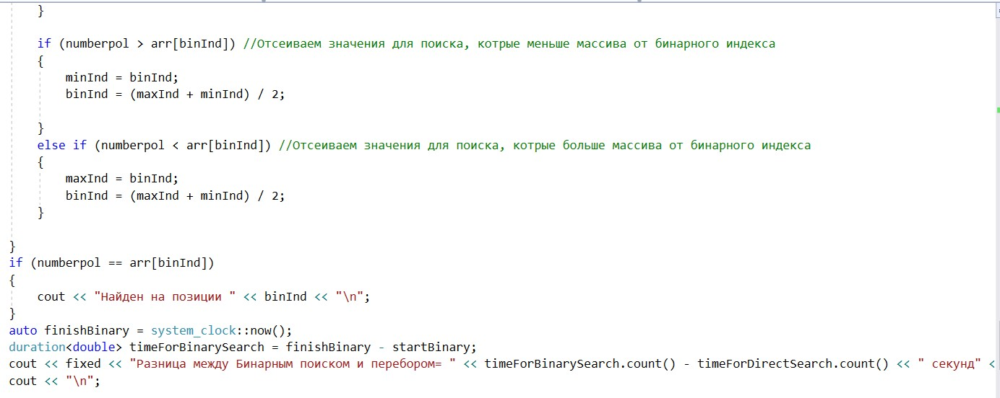 }
if (numberpol > arr[binInd]) //Отсеиваем значения для поиска, котрые меньше массива от бинарного индекса
{
minInd = binInd;
binInd = (maxInd + minInd) / 2;
}
else if (numberpol < arr[binInd]) //Отсеиваем значения для поиска, котрые больше массива от бинарного индекса
{
maxInd = binInd;
binInd = (maxInd + minInd) / 2;
}
}
if (numberpol == arr[binInd])
{
cout << "Найден на позиции " << binInd << "\n";
}
auto finishBinary = system_clock::now();
duration<double> timeForBinarySearch = finishBinary - startBinary;
cout << fixed << "Разница между Бинарным поиском и перебором= " << timeForBinarySearch.count() - timeForDirectSearch.count() << " секунд" <
cout << "\n";